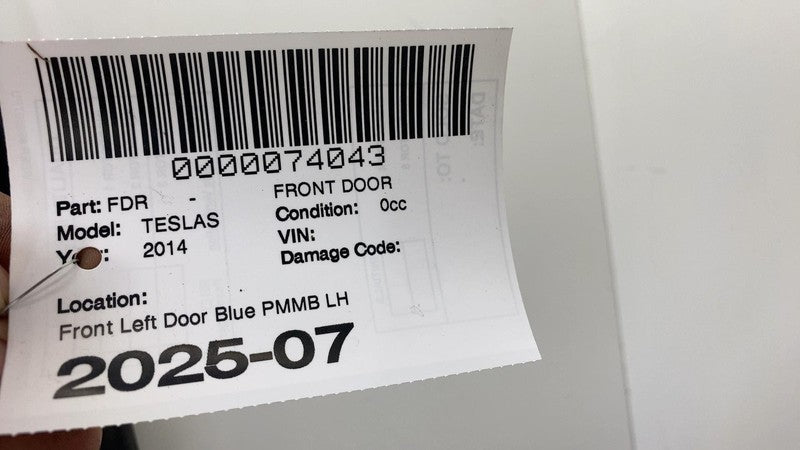 0000074043
Part: FDR - FRONT DOOR
Model: TESLAS Condition: 0cc
2014 VIN:
Damage Code:
Location:
Front Left Door Blue PMMB LH
2025-07